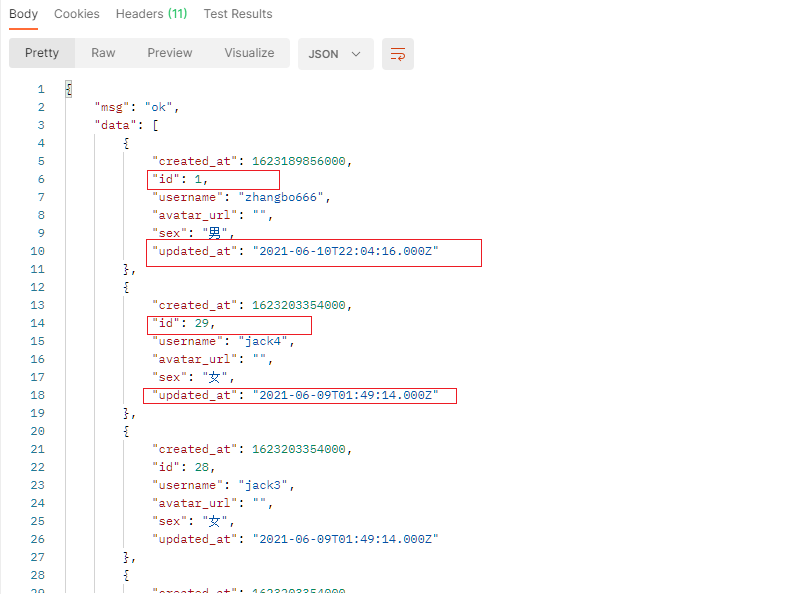 Body Cookies Headers (11) Test Results
Pretty Raw Preview Visualize JSON
1 {
2 "msg": "ok",
3 "data": [
4 {
5 "created_at": 1623189856000,
6 "id": 1,
7 "username": "zhangbo666",
8 "avatar_url": "",
9 "sex": "男",
10 "updated_at": "2021-06-10T22:04:16.000Z"
11 },
12 {
13 "created_at": 1623203354000,
14 "id": 29,
15 "username": "jack4",
16 "avatar_url": "",
17 "sex": "女",
18 "updated_at": "2021-06-09T01:49:14.000Z"
19 },
20 {
21 "created_at": 1623203354000,
22 "id": 28,
23 "username": "jack3",
24 "avatar_url": "",
25 "sex": "女",
26 "updated_at": "2021-06-09T01:49:14.000Z"
27 },
28 {
29 "created_at": 1623203354000